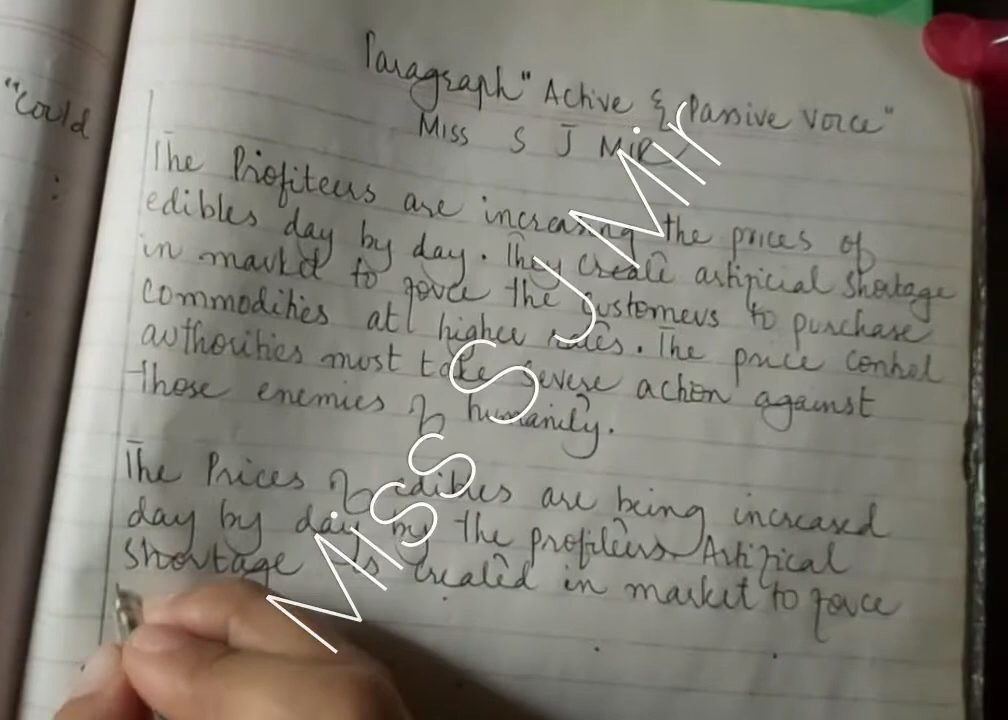 "Could
:
Paragraph "Active & Passive Voice"
Miss S J MiR
The Profiteers are increasing the prices of
edibles day by day. They create artificial shortage
in market to force the customers to purchase
commodities at higher rates. The price control
authorities must take severe action against
those enemies of humanity.
The Prices of edibles are being increased
day by day by the profiteers Artifical
shortage is created in market to force
Miss S J Mir